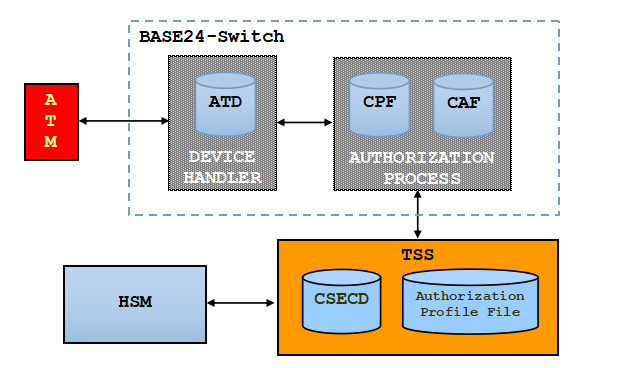 BASE24-Switch
A
T
M
ATD
DEVICE
HANDLER
CPF
CAF
AUTHORIZATION
PROCESS
TSS
HSM
CSECD
Authorization
Profile File